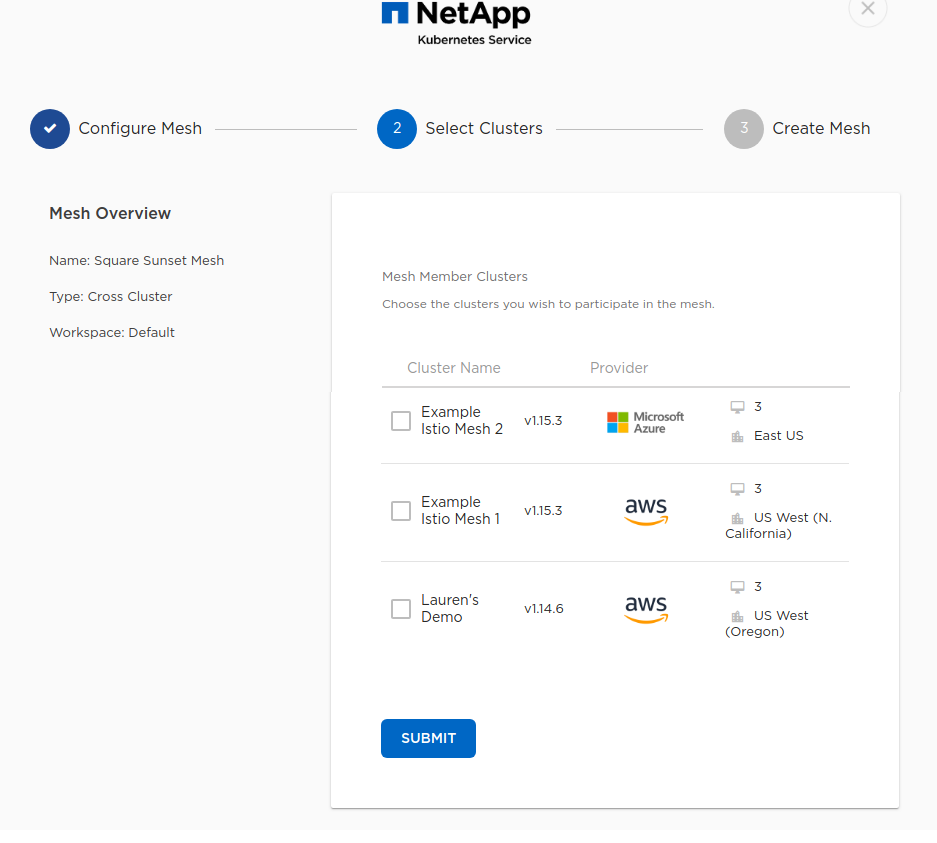 NetApp
Kubernetes Service
Configure Mesh
2
Select Clusters
3
Create Mesh
Mesh Overview
Name: Square Sunset Mesh
Type: Cross Cluster
Workspace: Default
Mesh Member Clusters
Choose the clusters you wish to participate in the mesh.
Cluster Name
Provider
Example
Istio Mesh 2
v1.15.3
Microsoft
Azure
3
East US
Example
Istio Mesh 1
v1.15.3
aws
3
US West (N.
California)
Lauren's
Demo
v1.14.6
aws
3
US West
(Oregon)
SUBMIT